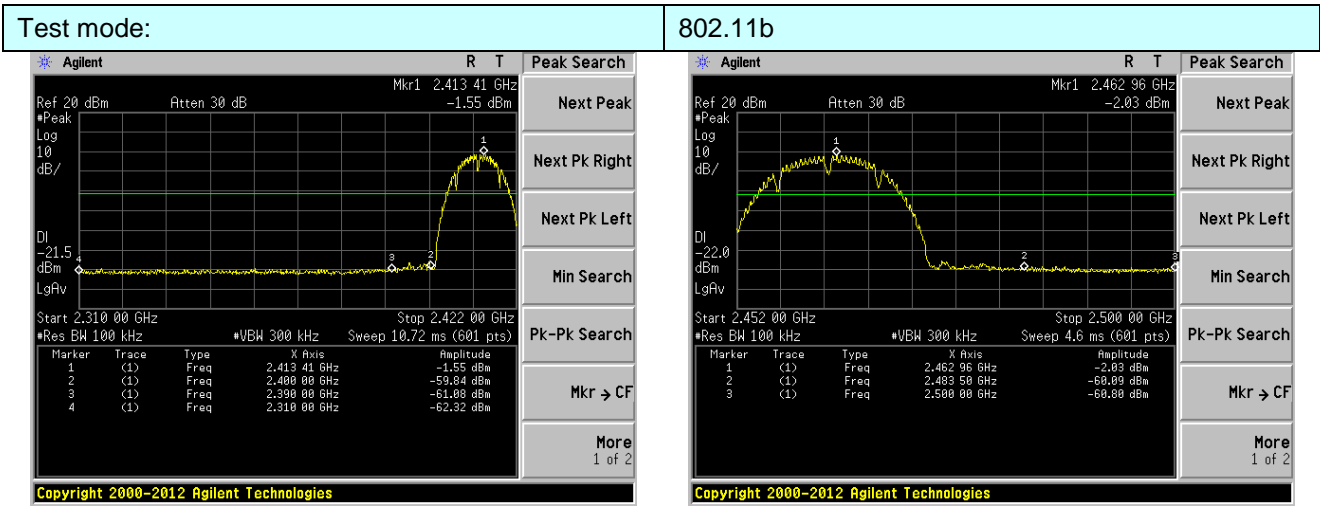 Test mode: 802.11b
Agilent R T Peak Search
Mkr1 2.413 41 GHz
Ref 20 dBm Atten 30 dB -1.55 dBm
#Peak
Log
10
dB/
1
3
2
4
DI
-21.5
dBm
LgAv
Start 2.310 00 GHz Stop 2.422 00 GHz
#Res BW 100 kHz #VBW 300 kHz Sweep 10.72 ms (601 pts)
Marker Trace Type X Axis Amplitude
1 (1) Freq 2.413 41 GHz -1.55 dBm
2 (1) Freq 2.400 00 GHz -59.84 dBm
3 (1) Freq 2.390 00 GHz -61.08 dBm
4 (1) Freq 2.310 00 GHz -62.32 dBm
Next Peak
Next Pk Right
Next Pk Left
Min Search
Pk-Pk Search
Mkr → CF
More
1 of 2
Copyright 2000-2012 Agilent Technologies
Agilent R T Peak Search
Mkr1 2.462 96 GHz
Ref 20 dBm Atten 30 dB -2.03 dBm
#Peak
Log
10
dB/
1
2
3
DI
-22.0
dBm
LgAv
Start 2.452 00 GHz Stop 2.500 00 GHz
#Res BW 100 kHz #VBW 300 kHz Sweep 4.6 ms (601 pts)
Marker Trace Type X Axis Amplitude
1 (1) Freq 2.462 96 GHz -2.03 dBm
2 (1) Freq 2.483 50 GHz -60.09 dBm
3 (1) Freq 2.500 00 GHz -60.80 dBm
Next Peak
Next Pk Right
Next Pk Left
Min Search
Pk-Pk Search
Mkr → CF
More
1 of 2
Copyright 2000-2012 Agilent Technologies